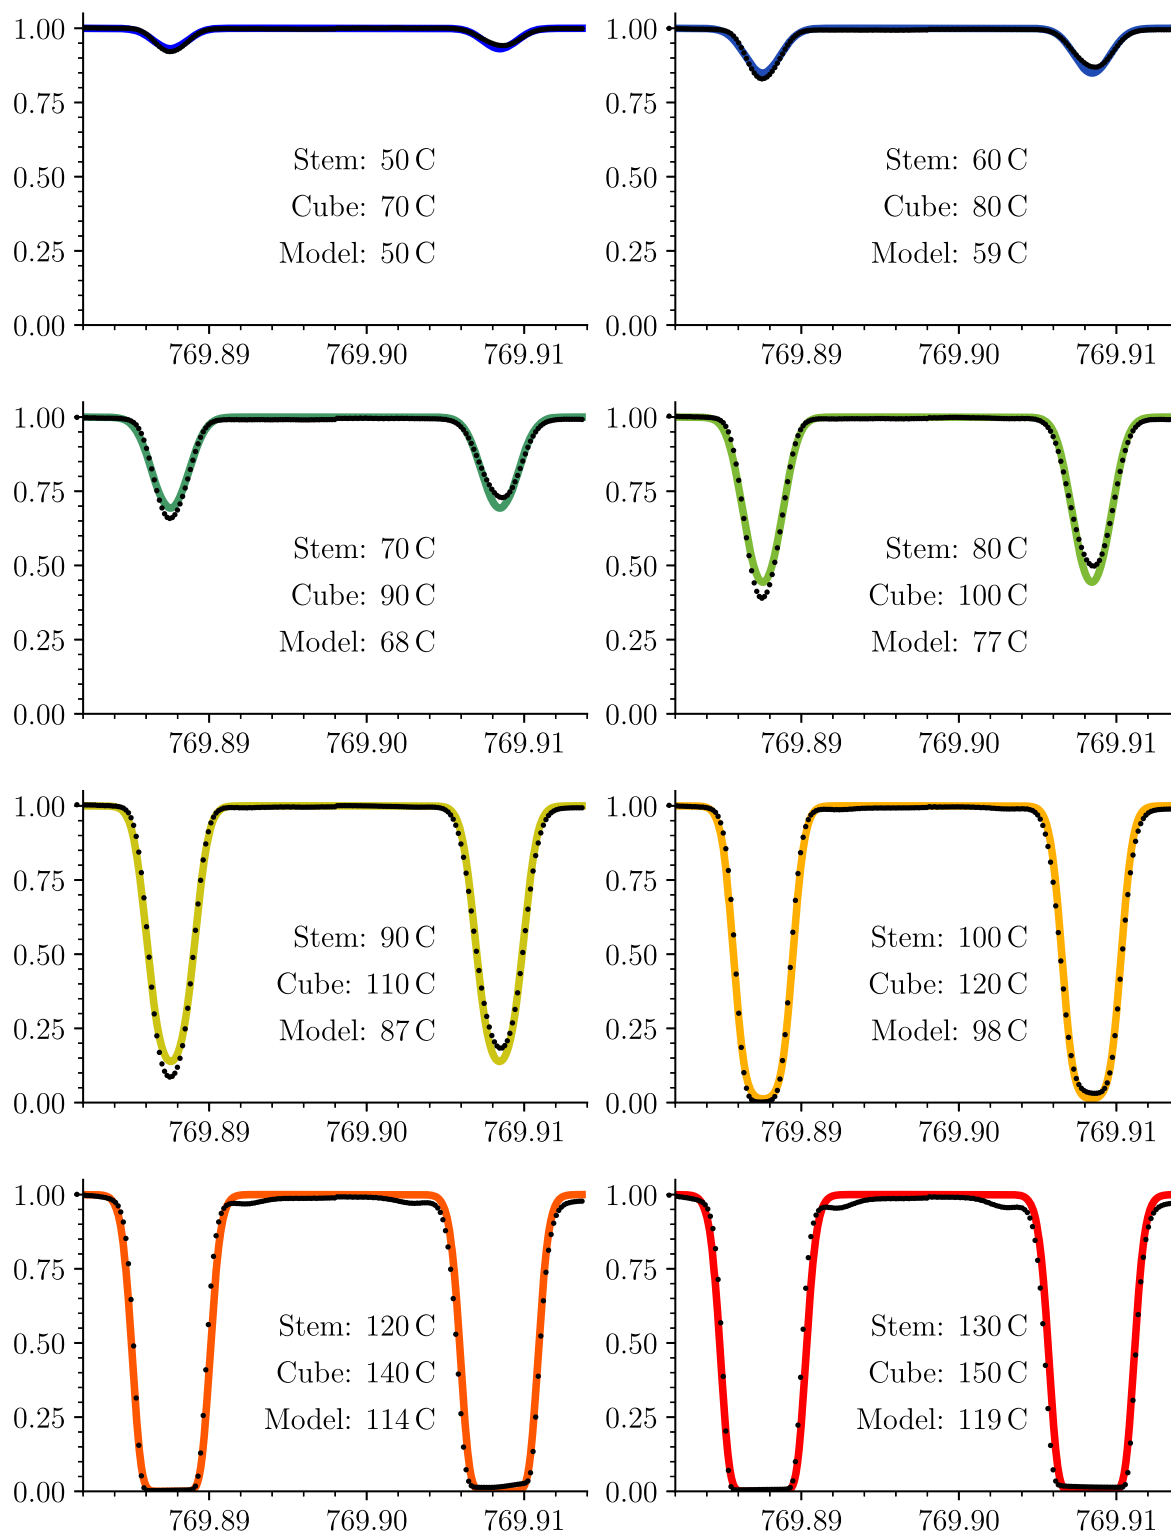 1.00
0.75
0.50
0.25
0.00
769.89 769.90 769.91
Stem: 50 C
Cube: 70 C
Model: 50 C
1.00
0.75
0.50
0.25
0.00
769.89 769.90 769.91
Stem: 60 C
Cube: 80 C
Model: 59 C
1.00
0.75
0.50
0.25
0.00
769.89 769.90 769.91
Stem: 70 C
Cube: 90 C
Model: 68 C
1.00
0.75
0.50
0.25
0.00
769.89 769.90 769.91
Stem: 80 C
Cube: 100 C
Model: 77 C
1.00
0.75
0.50
0.25
0.00
769.89 769.90 769.91
Stem: 90 C
Cube: 110 C
Model: 87 C
1.00
0.75
0.50
0.25
0.00
769.89 769.90 769.91
Stem: 100 C
Cube: 120 C
Model: 98 C
1.00
0.75
0.50
0.25
0.00
769.89 769.90 769.91
Stem: 120 C
Cube: 140 C
Model: 114 C
1.00
0.75
0.50
0.25
0.00
769.89 769.90 769.91
Stem: 130 C
Cube: 150 C
Model: 119 C